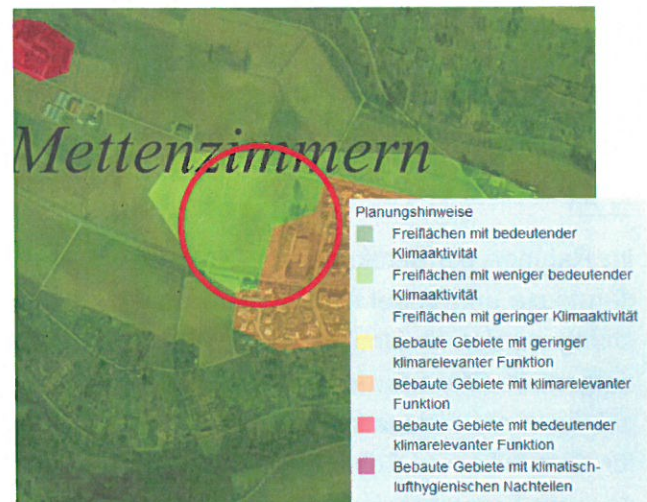 Mettenzimmern
Planungshinweise
Freiflächen mit bedeutender
Klimaaktivität
Freiflächen mit weniger bedeutender
Klimaaktivität
Freiflächen mit geringer Klimaaktivität
Bebaute Gebiete mit geringer
klimarelevanter Funktion
Bebaute Gebiete mit klimarelevanter
Funktion
Bebaute Gebiete mit bedeutender
klimarelevanter Funktion
Bebaute Gebiete mit klimatisch-
lufthygienischen Nachteilen